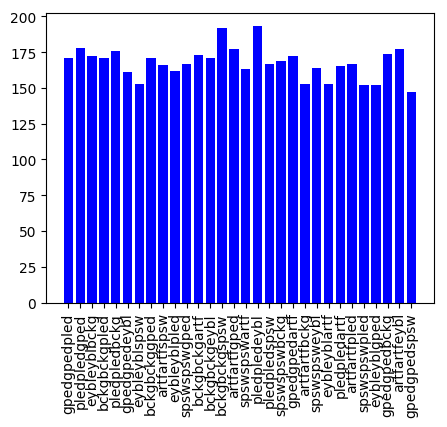 200
175
150
125
100
75
50
25
0
gpedgpedpled
pledpledgped
eybleyblbckg
bckgbckgpled
pledpledbckg
gpedgpedeybl
eybleyblspsw
bckgbckggped
artfartfspsw
eybleyblpled
spswspswgped
bckgbckgartf
bckgbckgeybl
bckgbckgspsw
artfartfgped
spswspswartf
pledpledeybl
pledpledspsw
spswspswbckg
gpedgpedartf
artfartfbckg
spswspsweybl
eybleyblartf
pledpledartf
artfartfpled
spswspswpled
eybleyblgped
gpedgpedbckg
artfartfeybl
gpedgpedspsw